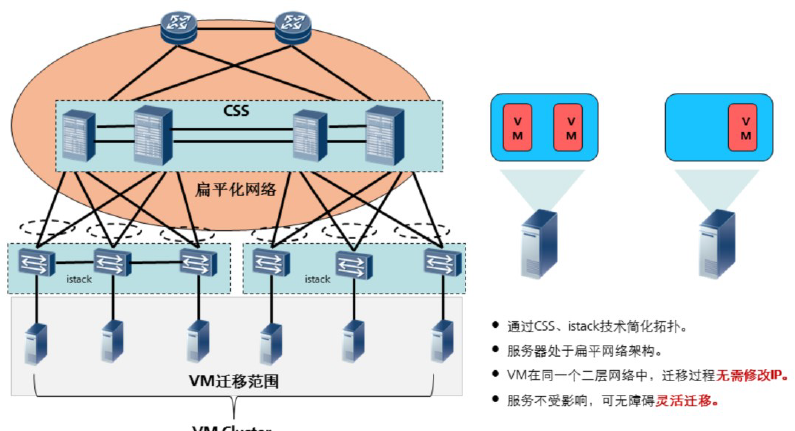 CSS
扁平化网络
istack
istack
VM迁移范围
VM Cluster
V
M
V
M
V
M
● 通过CSS、istack技术简化拓扑。
● 服务器处于扁平网络架构。
● VM在同一个二层网络中，迁移过程无需修改IP。
● 服务不受影响，可无障碍灵活迁移。